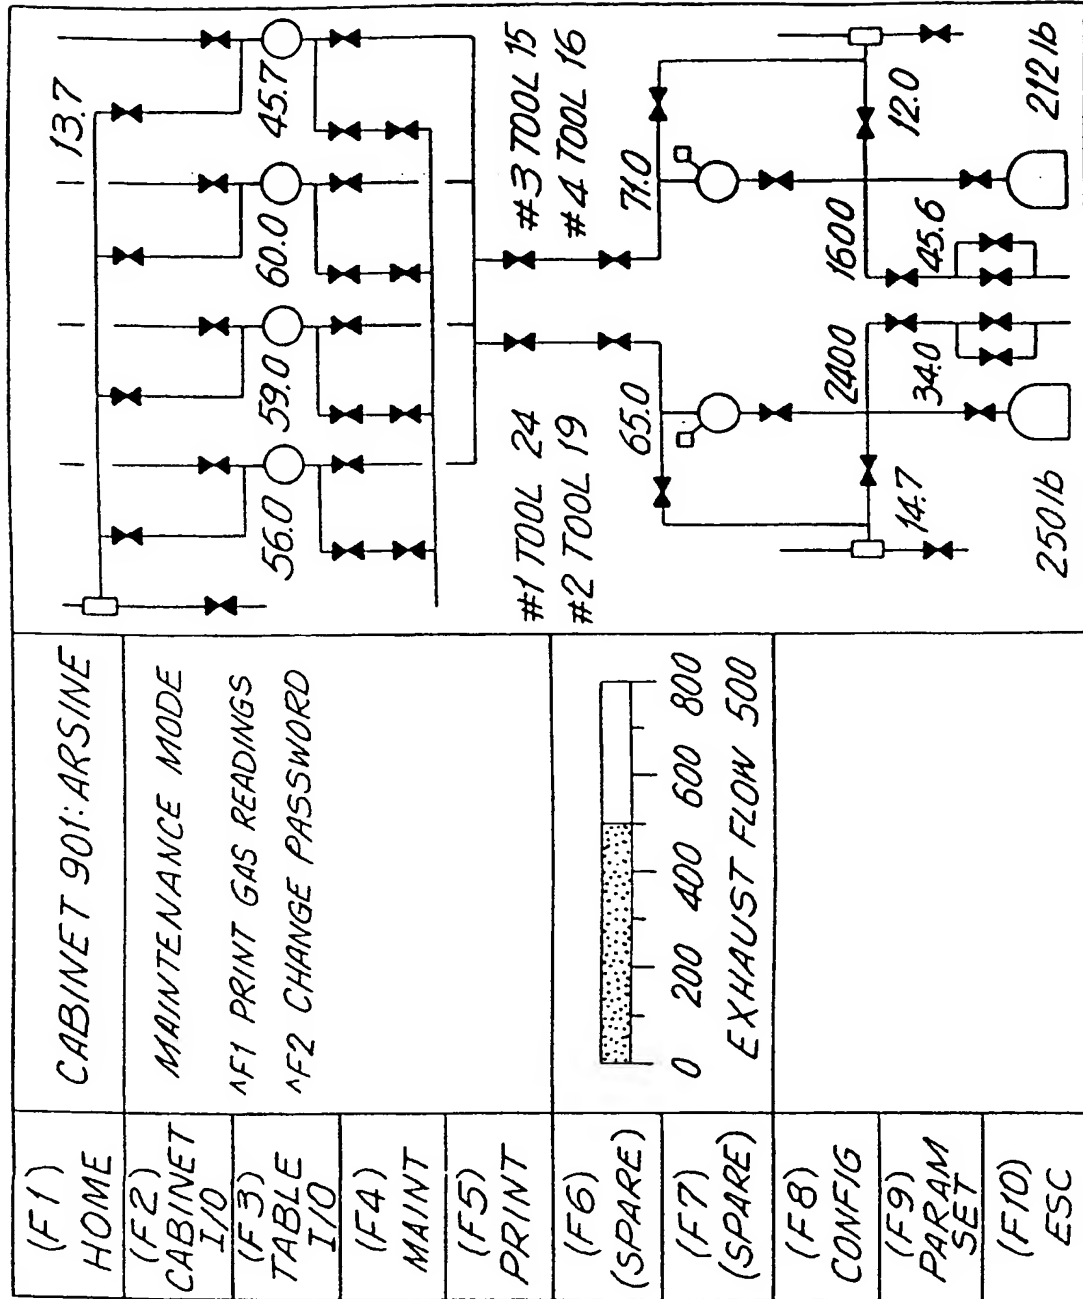 (F1)
HOME
(F2)
CABINET
I/O
(F3)
TABLE
I/O
(F4)
MAINT
(F5)
PRINT
(F6)
(SPARE)
(F7)
(SPARE)
(F8)
CONFIG
(F9)
PARAM
SET
(F10)
ESC
CABINET 901: ARSINE
MAINTENANCE MODE
^F1 PRINT GAS READINGS
^F2 CHANGE PASSWORD
0 200 400 600 800
EXHAUST FLOW 500
13.7
56.0 59.0 60.0 45.7
#1 TOOL 24 #3 TOOL 15
#2 TOOL 19 #4 TOOL 16
65.0 71.0
2400 1600
14.7 34.0 45.6 12.0
250 lb 212 lb